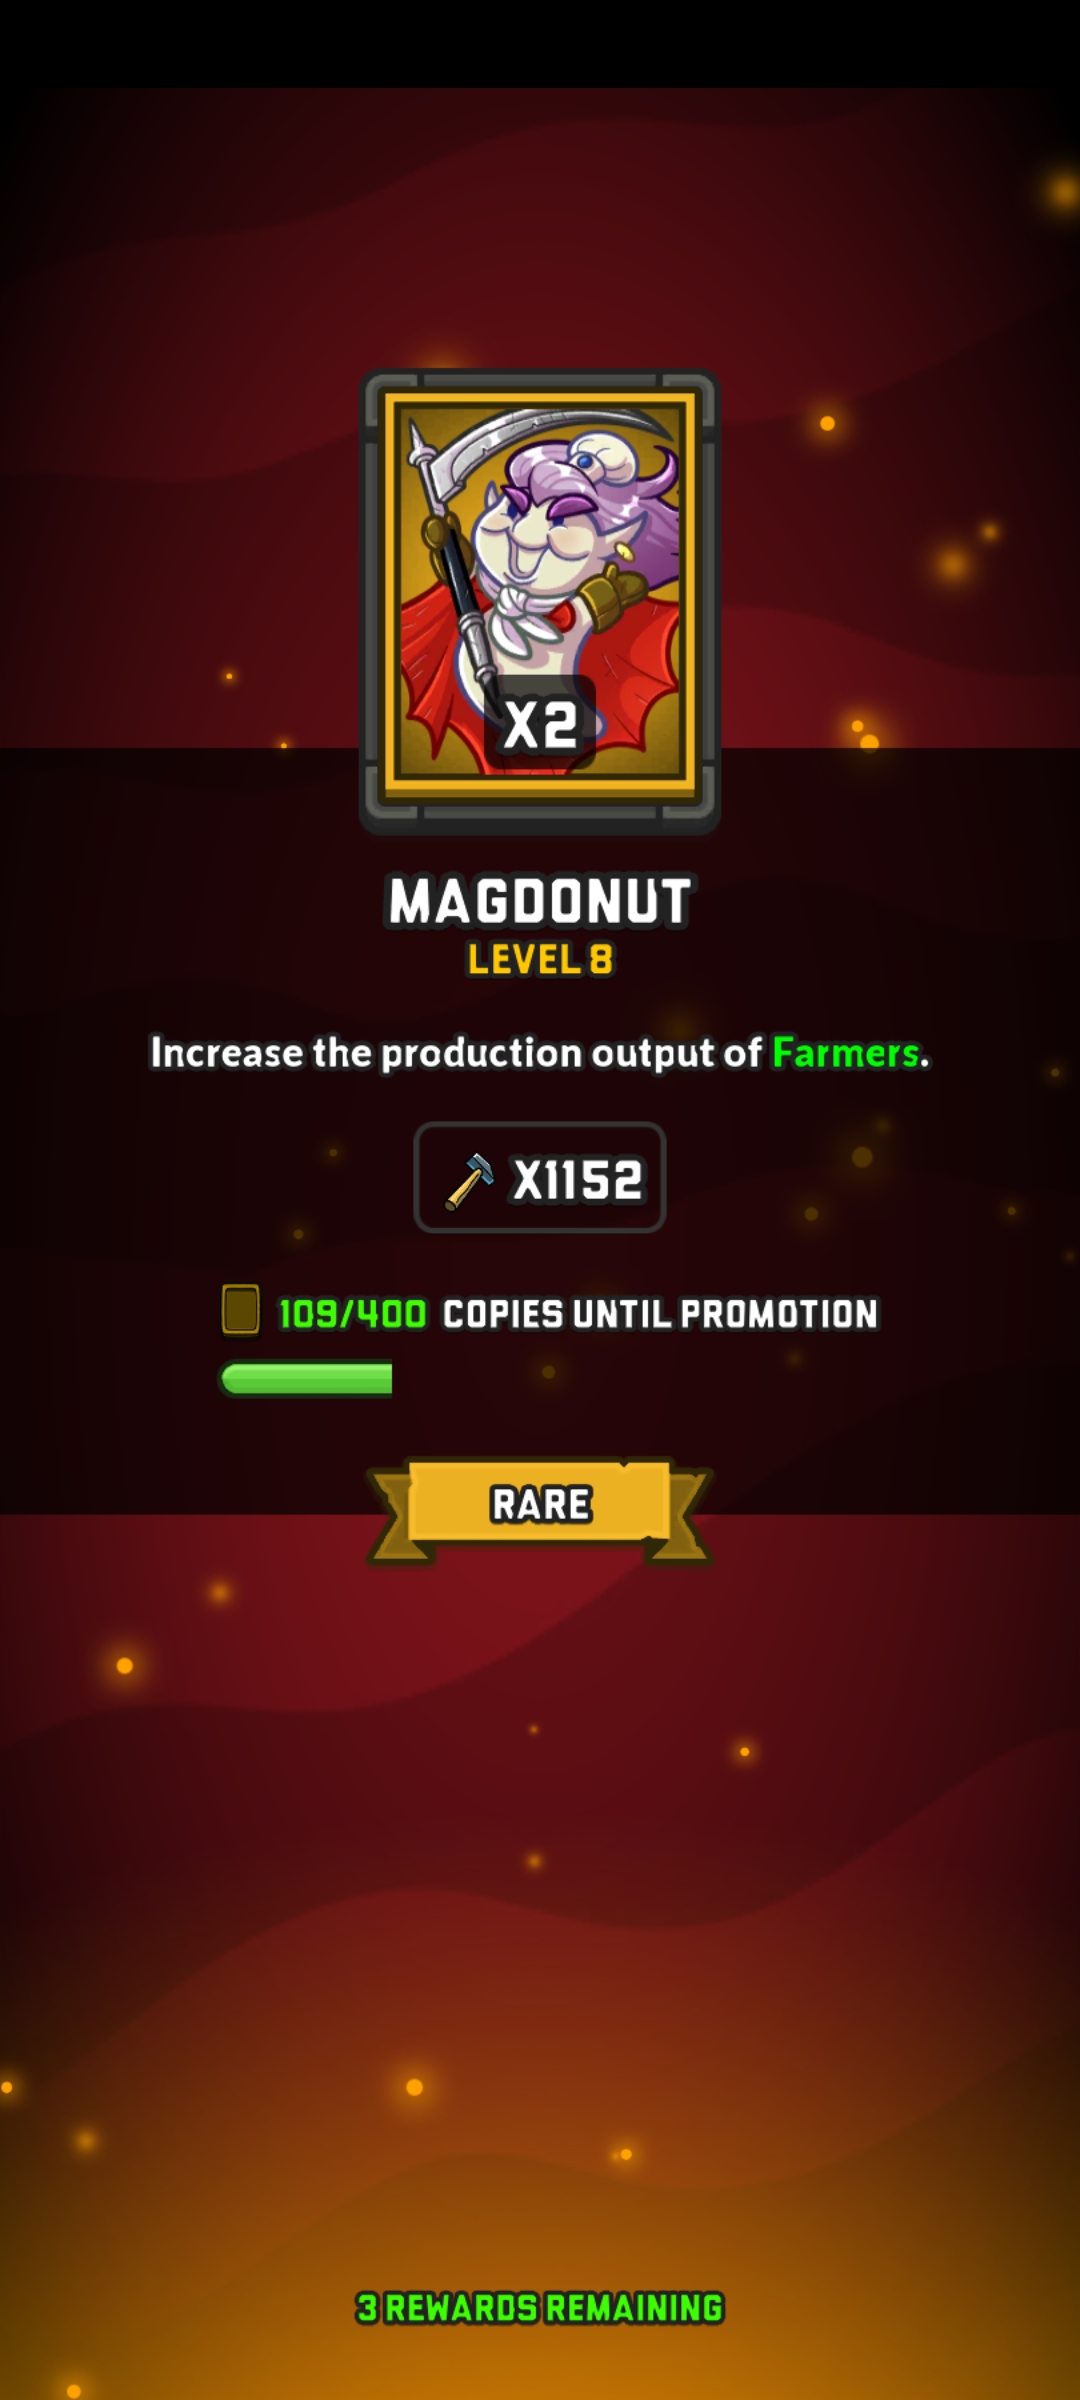 X2
MAGDONUT
LEVEL 8
Increase the production output of Farmers.
X1152
109/400 COPIES UNTIL PROMOTION
RARE
3 REWARDS REMAINING